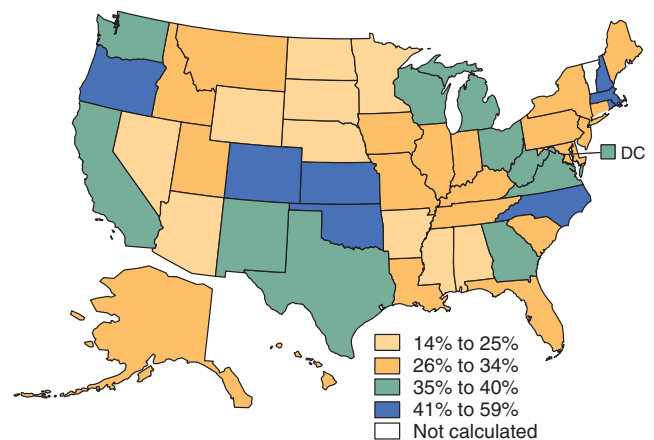 DC
14% to 25%
26% to 34%
35% to 40%
41% to 59%
Not calculated